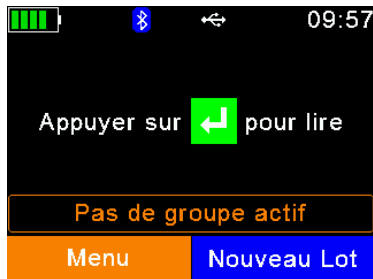 09:57
Appuyer sur pour lire
Pas de groupe actif
Menu Nouveau Lot